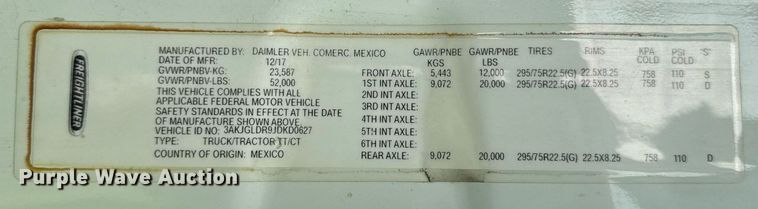 FREIGHTLINER
MANUFACTURED BY: DAIMLER VEH. COMERC. MEXICO GAWR/PNBE GAWR/PNBE TIRES RIMS KPA PSI "S"
DATE OF MFR: 12/17 KGS LBS COLD COLD
GVWR/PNBV-KG: 23,587 FRONT AXLE: 5,443 12,000 295/75R22.5(G) 22.5X8.25 758 110 S
GVWR/PNBV-LBS: 52,000 1ST INT AXLE: 9,072 20,000 295/75R22.5(G) 22.5X8.25 758 110 D
THIS VEHICLE COMPLIES WITH ALL 2ND INT AXLE:
APPLICABLE FEDERAL MOTOR VEHICLE 3RD INT AXLE:
SAFETY STANDARDS IN EFFECT AT THE DATE 4TH INT AXLE:
OF MANUFACTURE SHOWN ABOVE.
VEHICLE ID NO: 3AKJGLDR9JDKD0627 5TH INT AXLE:
TYPE: TRUCK/TRACTOR TT/CT 6TH INT AXLE:
COUNTRY OF ORIGIN: MEXICO REAR AXLE: 9,072 20,000 295/75R22.5(G) 22.5X8.25 758 110 D
Purple Wave Auction